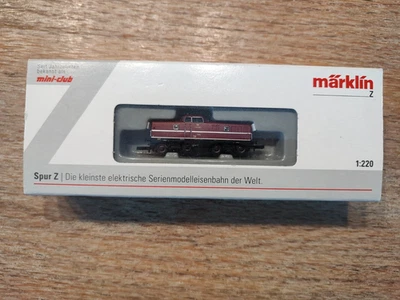 mini-club
märklin
Z
1:220
Spur Z | Die kleinste elektrische Serienmodelleisenbahn der Welt.